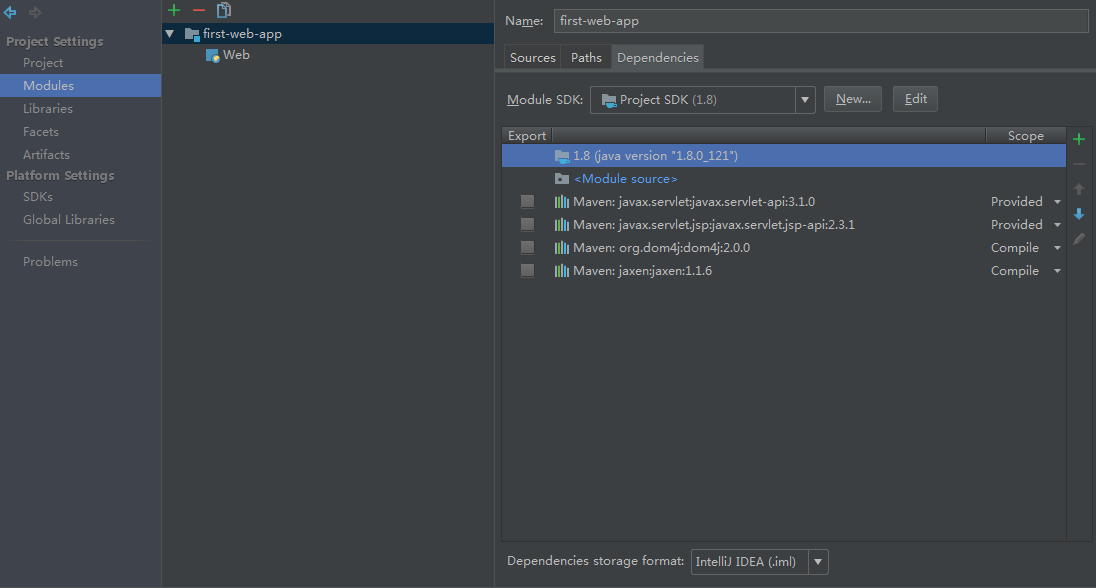 Project Settings
Project
Modules
Libraries
Facets
Artifacts
Platform Settings
SDKs
Global Libraries
Problems
first-web-app
Web
Name: first-web-app
Sources Paths Dependencies
Module SDK: Project SDK (1.8) New... Edit
Export Scope
1.8 (java version "1.8.0_121")
<Module source>
Maven: javax.servlet:javax.servlet-api:3.1.0 Provided
Maven: javax.servlet.jsp:javax.servlet.jsp-api:2.3.1 Provided
Maven: org.dom4j:dom4j:2.0.0 Compile
Maven: jaxen:jaxen:1.1.6 Compile
Dependencies storage format: IntelliJ IDEA (.iml)